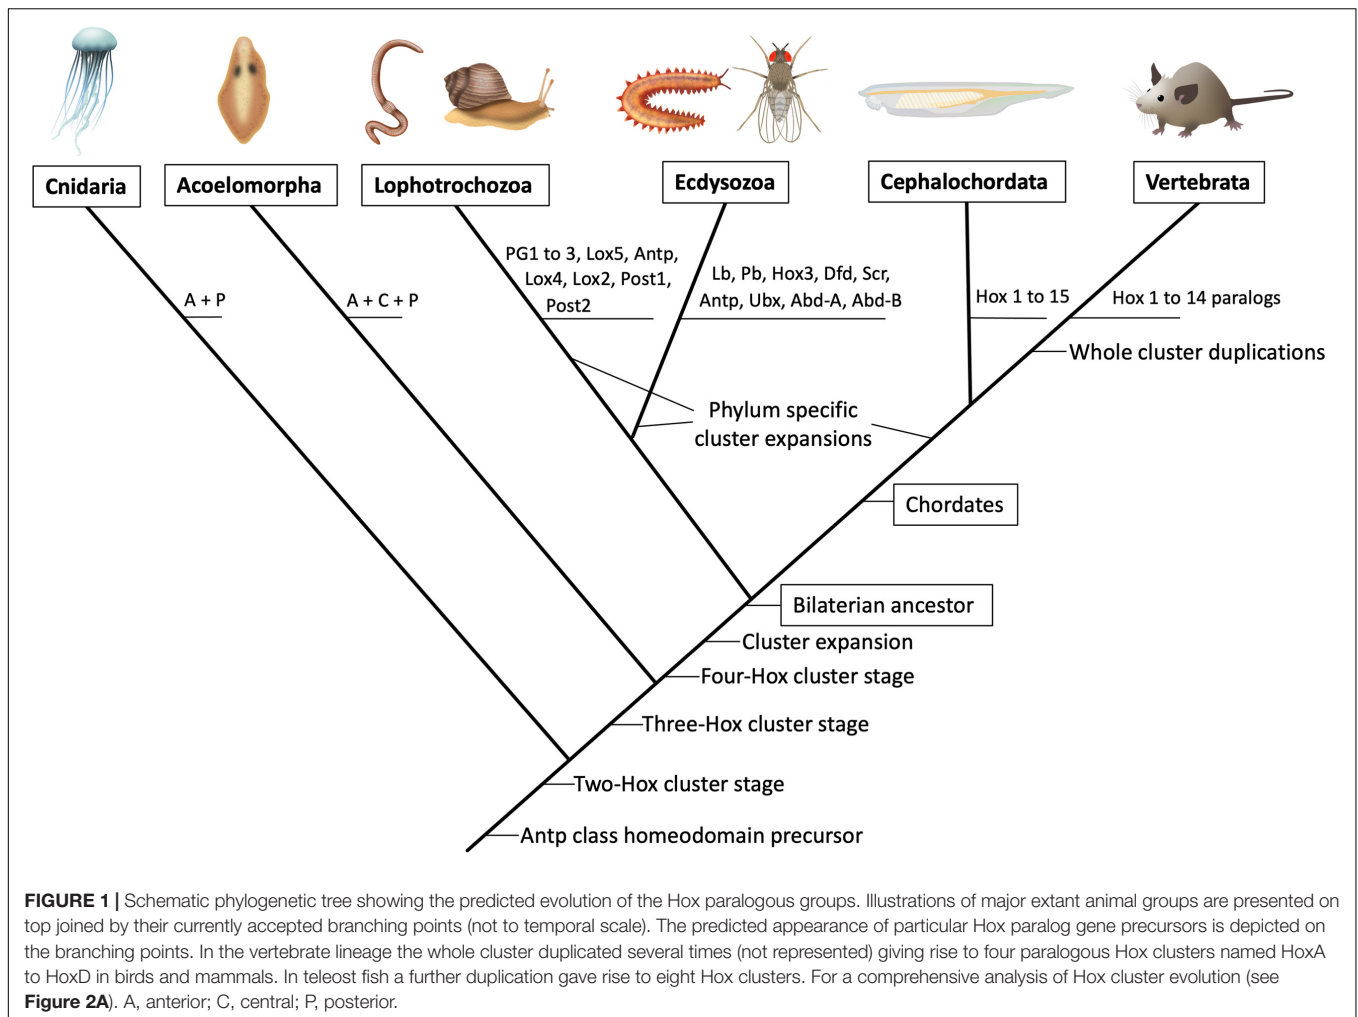 Cnidaria
Acoelomorpha
Lophotrochozoa
Ecdysozoa
Cephalochordata
Vertebrata
A + P
A + C + P
PG1 to 3, Lox5, Antp,
Lox4, Lox2, Post1,
Post2
Lb, Pb, Hox3, Dfd, Scr,
Antp, Ubx, Abd-A, Abd-B
Hox 1 to 15
Hox 1 to 14 paralogs
Whole cluster duplications
Phylum specific
cluster expansions
Chordates
Bilaterian ancestor
Cluster expansion
Four-Hox cluster stage
Three-Hox cluster stage
Two-Hox cluster stage
Antp class homeodomain precursor
FIGURE 1 | Schematic phylogenetic tree showing the predicted evolution of the Hox paralogous groups. Illustrations of major extant animal groups are presented on
top joined by their currently accepted branching points (not to temporal scale). The predicted appearance of particular Hox paralog gene precursors is depicted on
the branching points. In the vertebrate lineage the whole cluster duplicated several times (not represented) giving rise to four paralogous Hox clusters named HoxA
to HoxD in birds and mammals. In teleost fish a further duplication gave rise to eight Hox clusters. For a comprehensive analysis of Hox cluster evolution (see
Figure 2A). A, anterior; C, central; P, posterior.